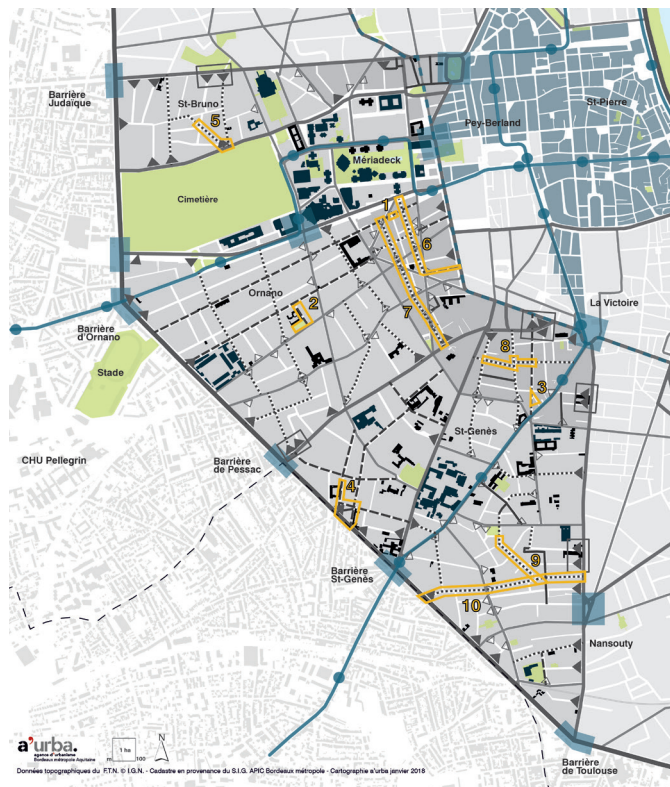 Barrière
Judaïque
St-Bruno
5
St-Pierre
Pey-Berland
Mériadeck
Cimetière
1
6
Ornano
2
7
La Victoire
Barrière
d'Ornano
Stade
8
3
St-Genès
CHU Pellegrin
Barrière
de Pessac
4
Barrière
St-Genès
9
10
Nansouty
Barrière
de Toulouse
a'urba.
agence d'urbanisme
Bordeaux métropole Aquitaine
1 ha
m
100
N
Données topographiques du F.T.N. © I.G.N. - Cadastre en provenance du S.I.G. APIC Bordeaux métropole - Cartographie a'urba janvier 2018